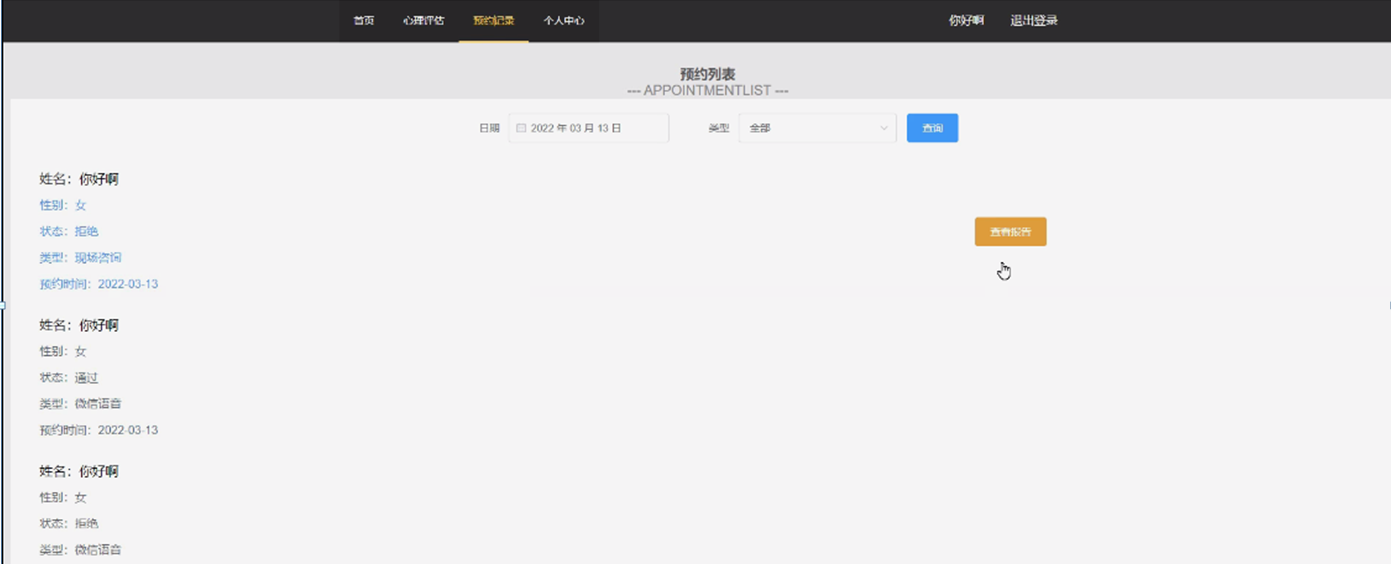 首页 心理评估 预约记录 个人中心 你好啊 退出登录
预约列表
--- APPOINTMENTLIST ---
日期 2022 年 03 月 13 日 类型 全部 查询
姓名：你好啊
性别：女
状态：拒绝
查看报告
类型：现场咨询
预约时间：2022-03-13
姓名：你好啊
性别：女
状态：通过
类型：微信语音
预约时间：2022-03-13
姓名：你好啊
性别：女
状态：拒绝
类型：微信语音